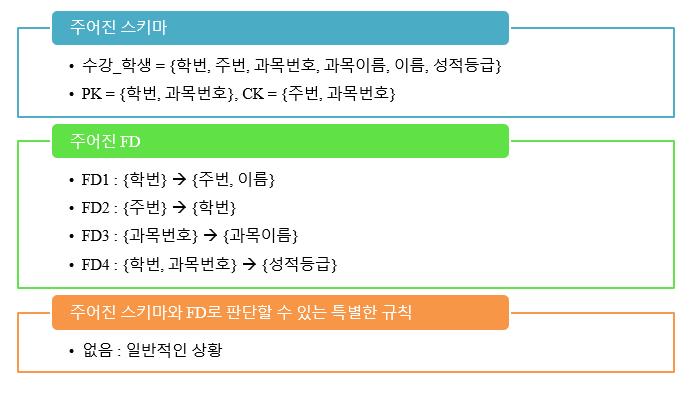 주어진 스키마
• 수강_학생 = {학번, 주번, 과목번호, 과목이름, 이름, 성적등급}
• PK = {학번, 과목번호}, CK = {주번, 과목번호}
주어진 FD
• FD1 : {학번} → {주번, 이름}
• FD2 : {주번} → {학번}
• FD3 : {과목번호} → {과목이름}
• FD4 : {학번, 과목번호} → {성적등급}
주어진 스키마와 FD로 판단할 수 있는 특별한 규칙
• 없음 : 일반적인 상황